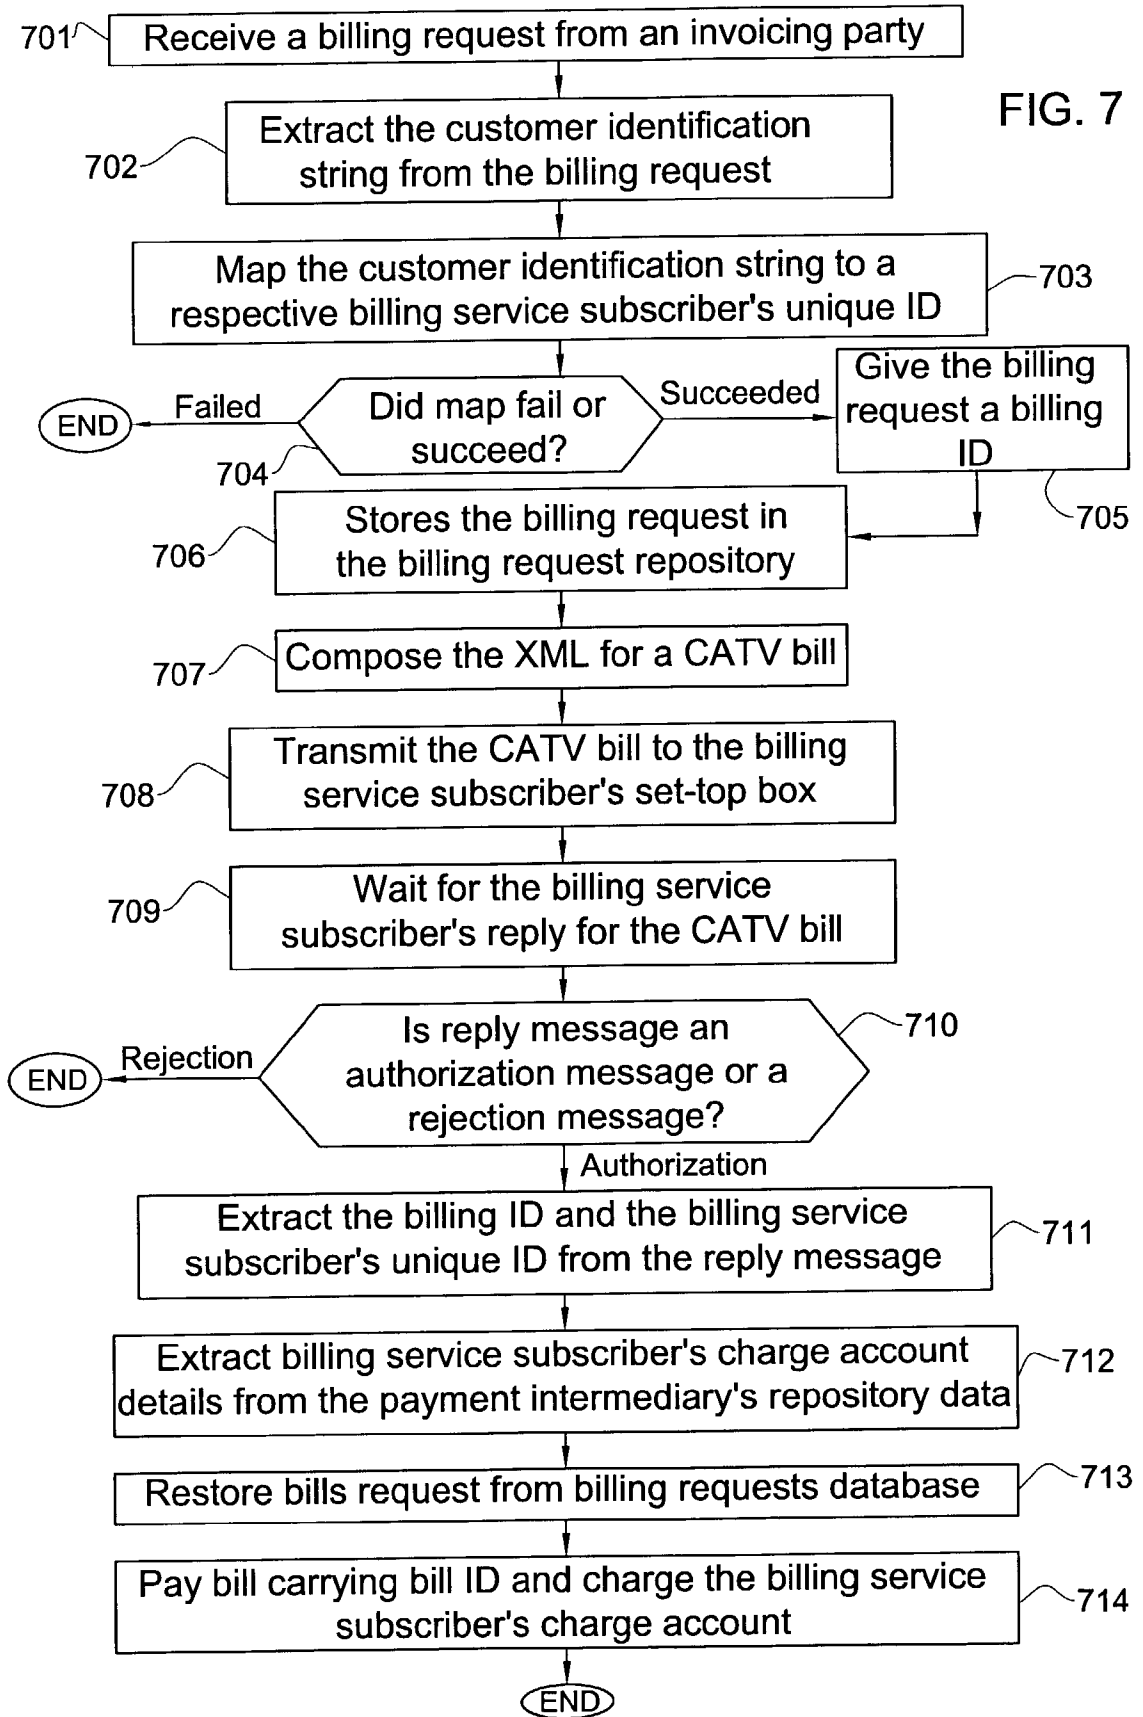 701
Receive a billing request from an invoicing party
FIG. 7
Extract the customer identification
string from the billing request
702
Map the customer identification string to a
respective billing service subscriber's unique ID
703
Did map fail or
succeed?
704
Failed
END
Succeeded
Give the billing
request a billing
ID
705
Stores the billing request in
the billing request repository
706
Compose the XML for a CATV bill
707
Transmit the CATV bill to the billing
service subscriber's set-top box
708
Wait for the billing service
subscriber's reply for the CATV bill
709
Is reply message an
authorization message or a
rejection message?
710
Rejection
END
Authorization
Extract the billing ID and the billing service
subscriber's unique ID from the reply message
711
Extract billing service subscriber's charge account
details from the payment intermediary's repository data
712
Restore bills request from billing requests database
713
Pay bill carrying bill ID and charge the billing service
subscriber's charge account
714
END